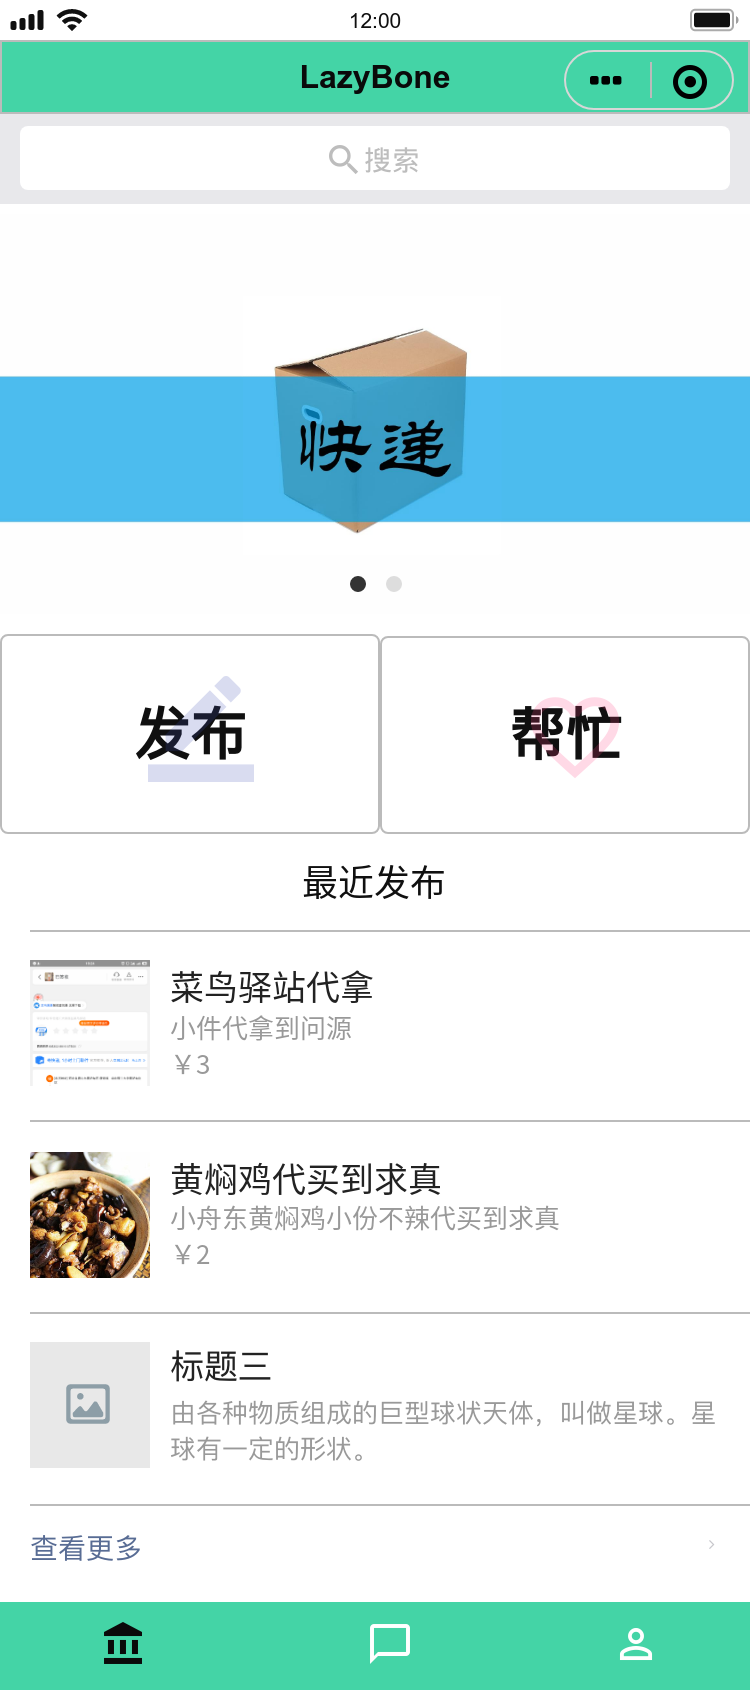 12:00
LazyBone
搜索
快递
发布
帮忙
最近发布
菜鸟驿站代拿
小件代拿到问源
￥3
黄焖鸡代买到求真
小舟东黄焖鸡小份不辣代买到求真
￥2
标题三
由各种物质组成的巨型球状天体，叫做星球。星
球有一定的形状。
查看更多